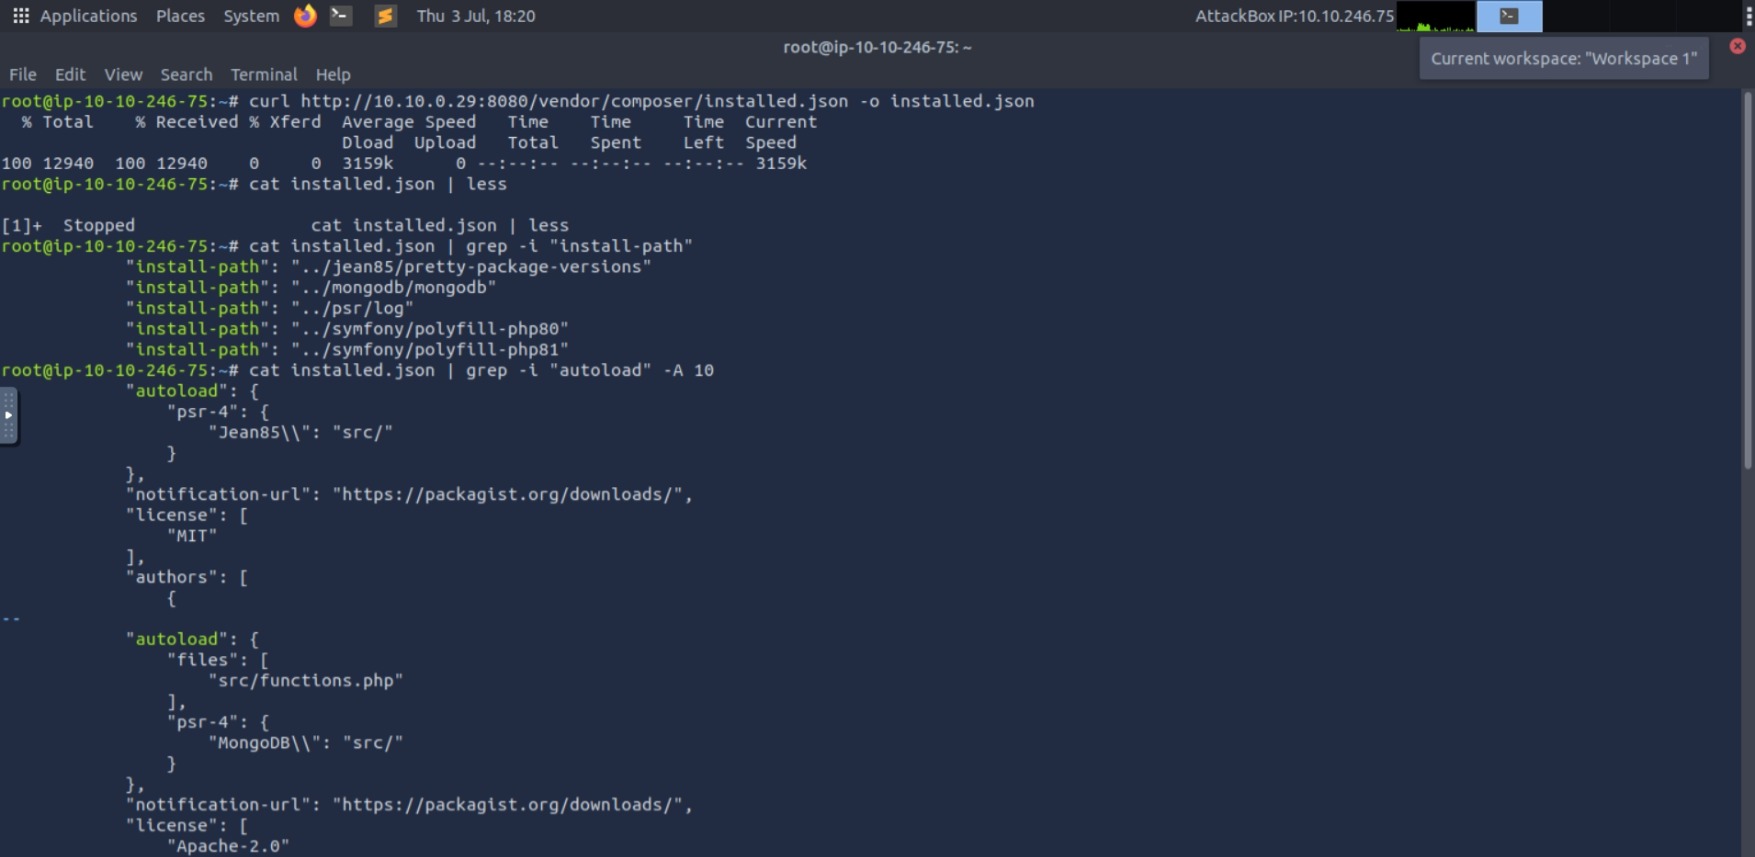 Applications Places System Thu 3 Jul, 18:20 AttackBox IP:10.10.246.75
root@ip-10-10-246-75: ~
Current workspace: "Workspace 1"
File Edit View Search Terminal Help
root@ip-10-10-246-75:~# curl http://10.10.0.29:8080/vendor/composer/installed.json -o installed.json
  % Total    % Received % Xferd  Average Speed   Time    Time     Time  Current
                                 Dload  Upload   Total   Spent    Left  Speed
100 12940  100 12940    0     0  3159k      0 --:--:-- --:--:-- --:--:-- 3159k
root@ip-10-10-246-75:~# cat installed.json | less
[1]+  Stopped                 cat installed.json | less
root@ip-10-10-246-75:~# cat installed.json | grep -i "install-path"
            "install-path": "../jean85/pretty-package-versions"
            "install-path": "../mongodb/mongodb"
            "install-path": "../psr/log"
            "install-path": "../symfony/polyfill-php80"
            "install-path": "../symfony/polyfill-php81"
root@ip-10-10-246-75:~# cat installed.json | grep -i "autoload" -A 10
            "autoload": {
                "psr-4": {
                    "Jean85\\": "src/"
                }
            },
            "notification-url": "https://packagist.org/downloads/",
            "license": [
                "MIT"
            ],
            "authors": [
                {
--
            "autoload": {
                "files": [
                    "src/functions.php"
                ],
                "psr-4": {
                    "MongoDB\\": "src/"
                }
            },
            "notification-url": "https://packagist.org/downloads/",
            "license": [
                "Apache-2.0"